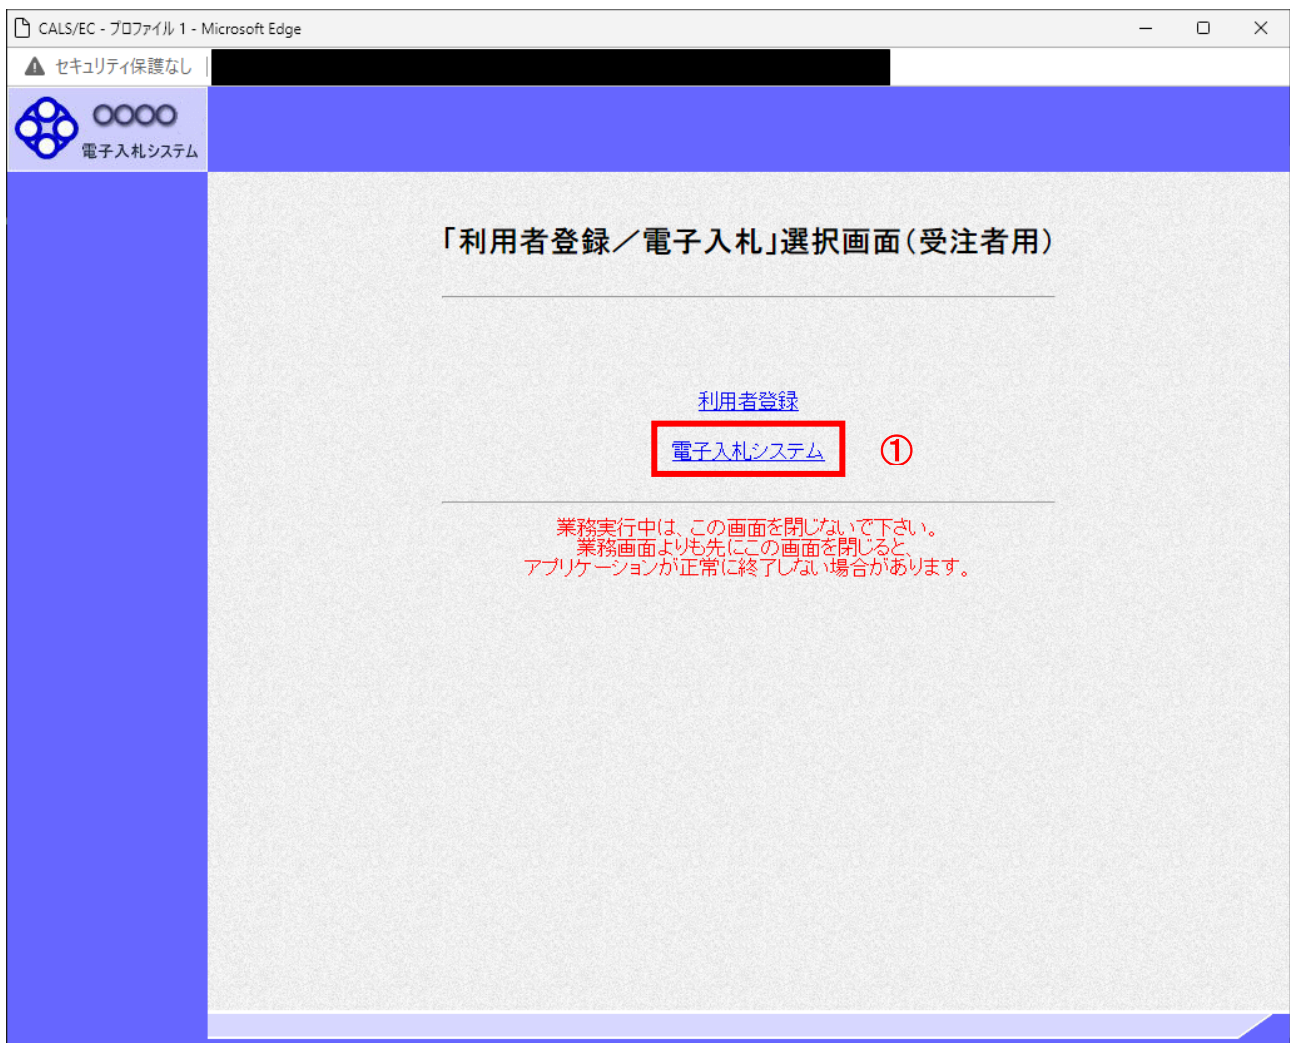 CALS/EC - プロファイル 1 - Microsoft Edge
セキュリティ保護なし
○○○○
電子入札システム
「利用者登録／電子入札」選択画面(受注者用)
利用者登録
電子入札システム ①
業務実行中は、この画面を閉じないで下さい。
業務画面よりも先にこの画面を閉じると、
アプリケーションが正常に終了しない場合があります。